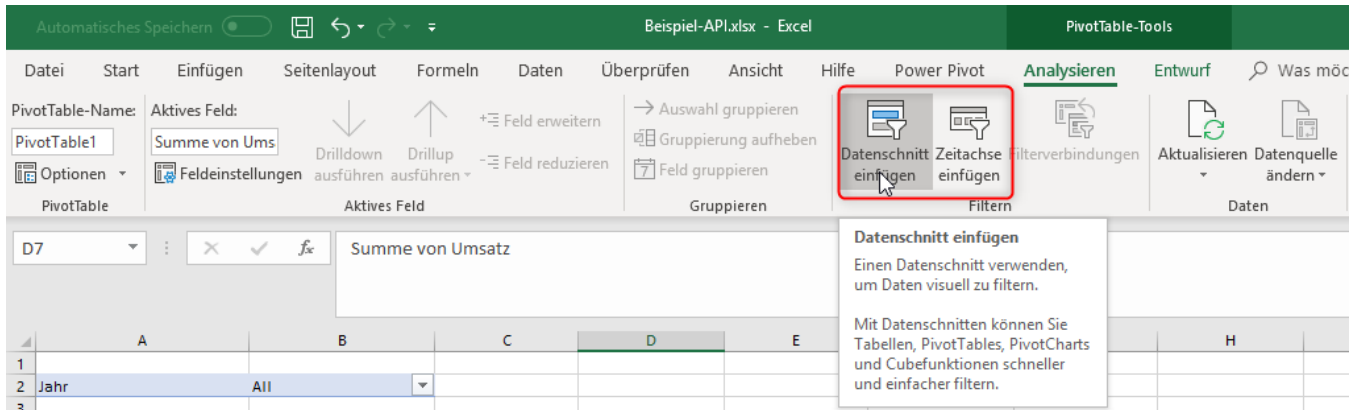 Automatisches Speichern
Beispiel-API.xlsx - Excel
PivotTable-Tools
Datei Start Einfügen Seitenlayout Formeln Daten Überprüfen Ansicht Hilfe Power Pivot Analysieren Entwurf Was möc
PivotTable-Name:
PivotTable1
Optionen
PivotTable
Aktives Feld:
Summe von Ums
Feldeinstellungen
Drilldown
ausführen
Drillup
ausführen
Feld erweitern
Feld reduzieren
Aktives Feld
Auswahl gruppieren
Gruppierung aufheben
7 Feld gruppieren
Gruppieren
Datenschnitt
einfügen
Zeitachse
einfügen
Filterverbindungen
Filtern
Aktualisieren
Datenquelle
ändern
Daten
D7
fx
Summe von Umsatz
Datenschnitt einfügen
Einen Datenschnitt verwenden,
um Daten visuell zu filtern.
Mit Datenschnitten können Sie
Tabellen, PivotTables, PivotCharts
und Cubefunktionen schneller
und einfacher filtern.
A B C D E H
1
2 Jahr All
3